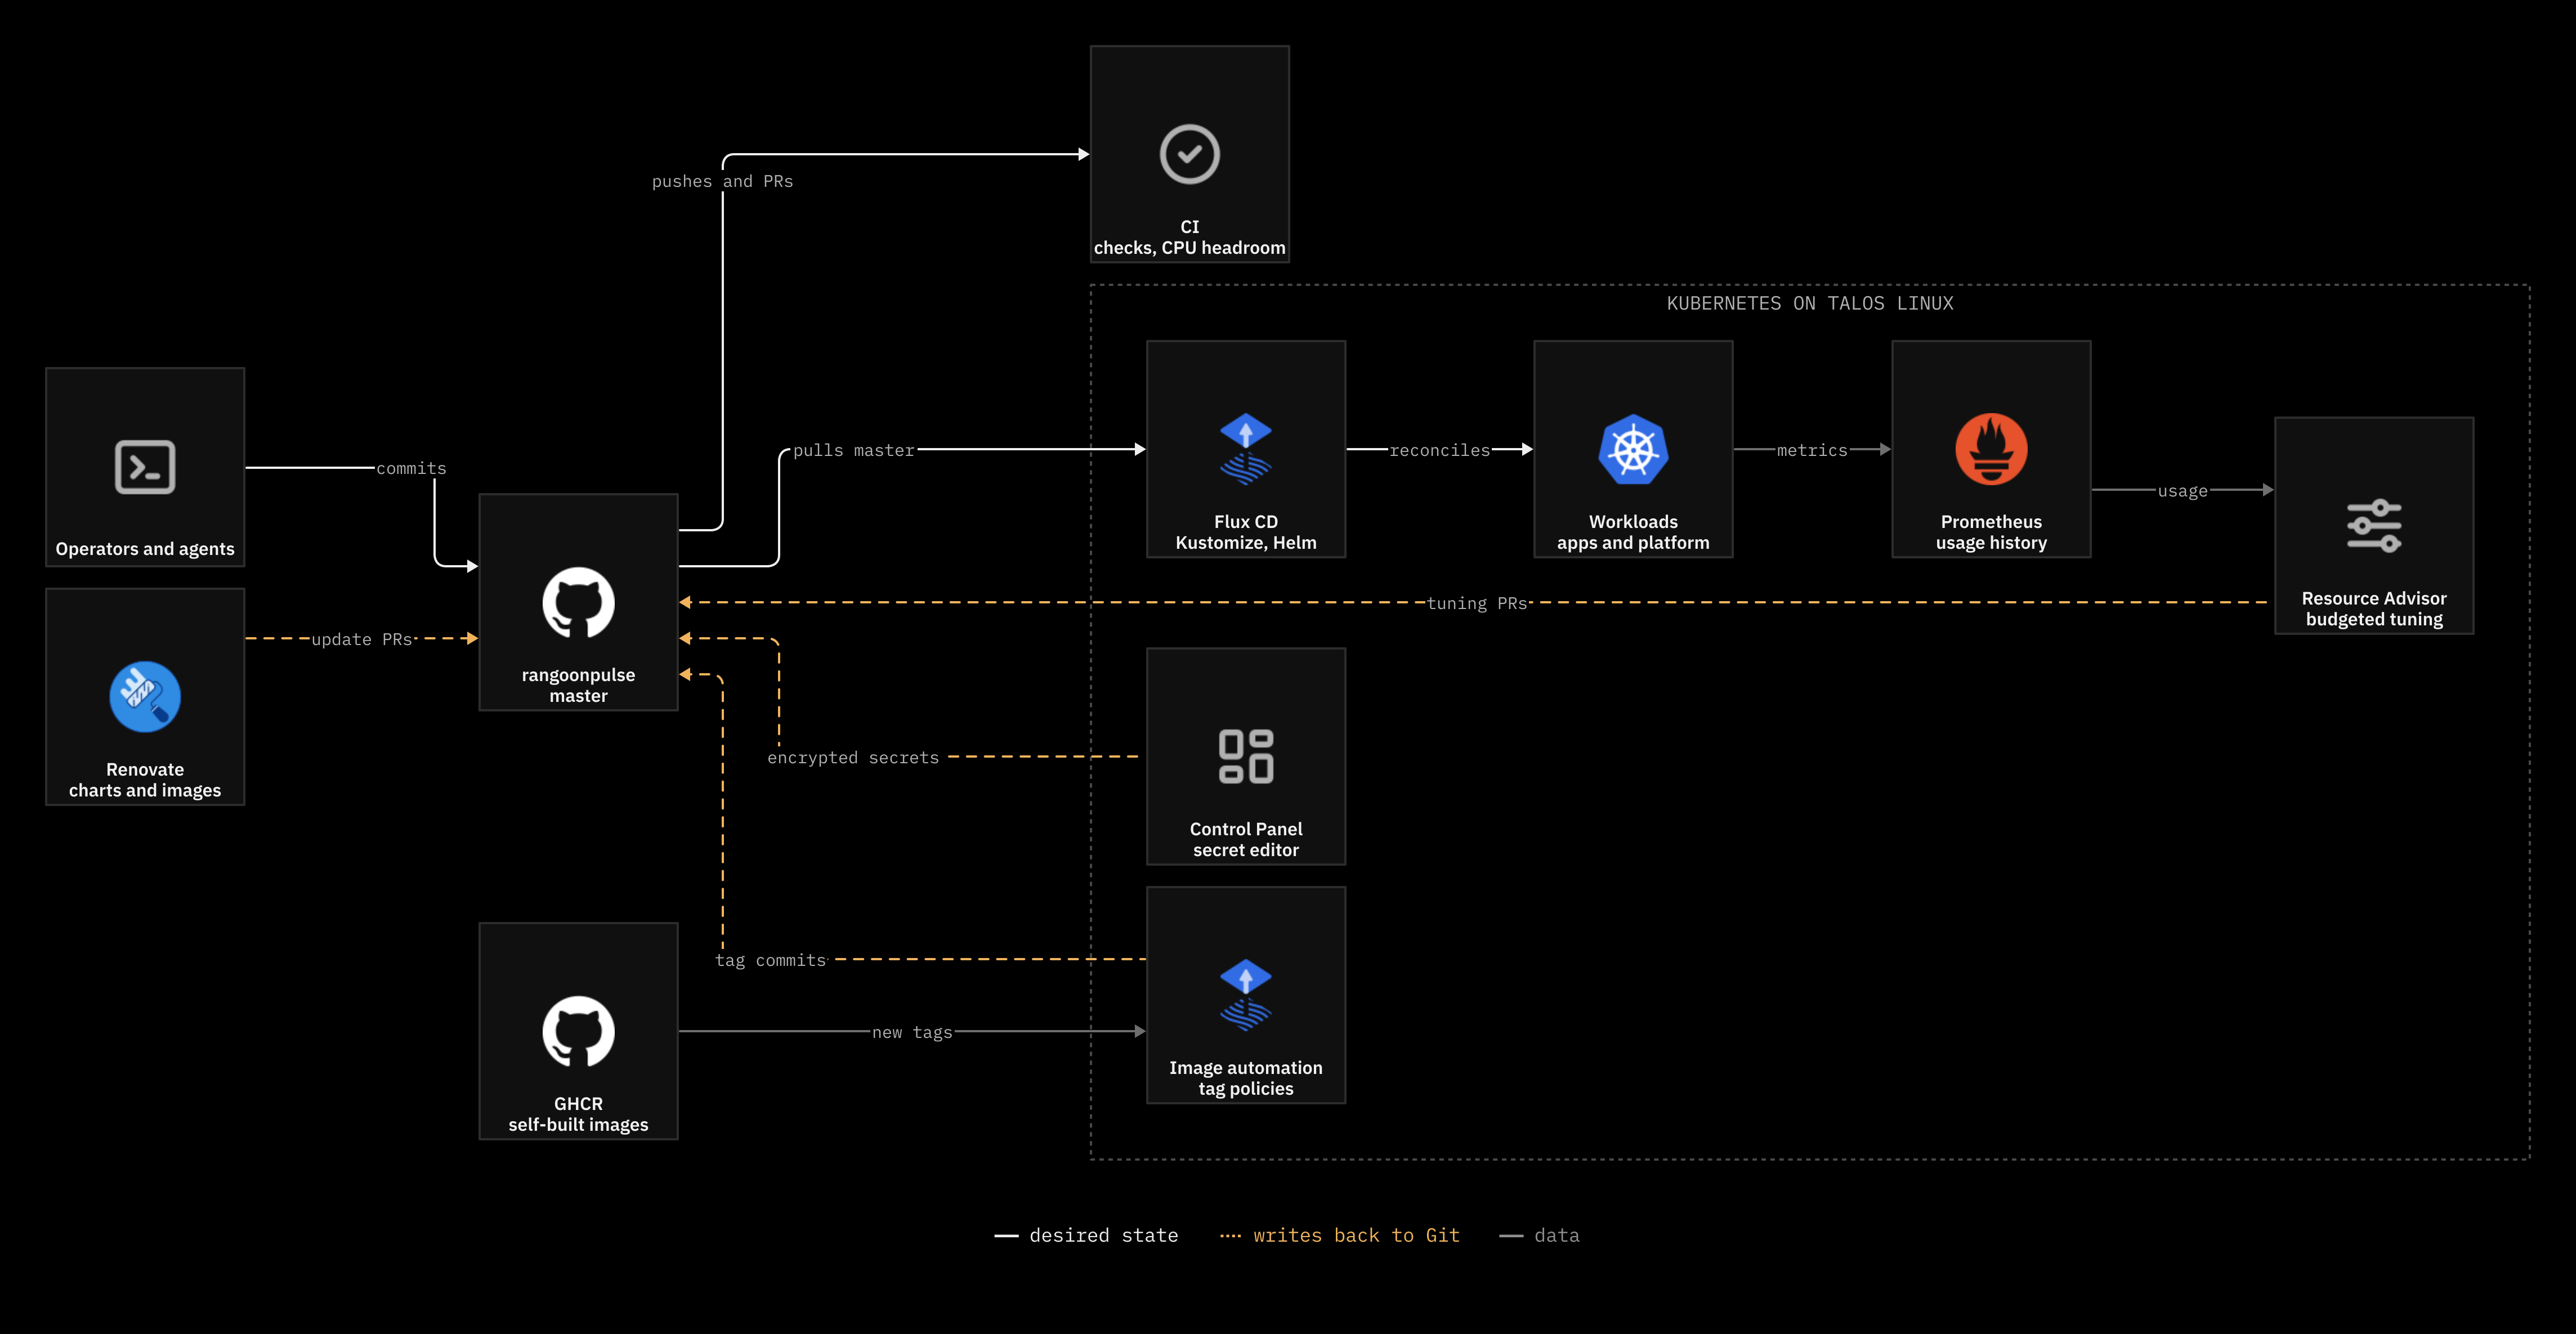 CI
checks, CPU headroom
pushes and PRs
KUBERNETES ON TALOS LINUX
Operators and agents
commits
pulls master
Flux CD
Kustomize, Helm
reconciles
Workloads
apps and platform
metrics
Prometheus
usage history
usage
Resource Advisor
budgeted tuning
tuning PRs
update PRs
rangoonpulse
master
Renovate
charts and images
encrypted secrets
Control Panel
secret editor
tag commits
new tags
Image automation
tag policies
GHCR
self-built images
desired state
writes back to Git
data